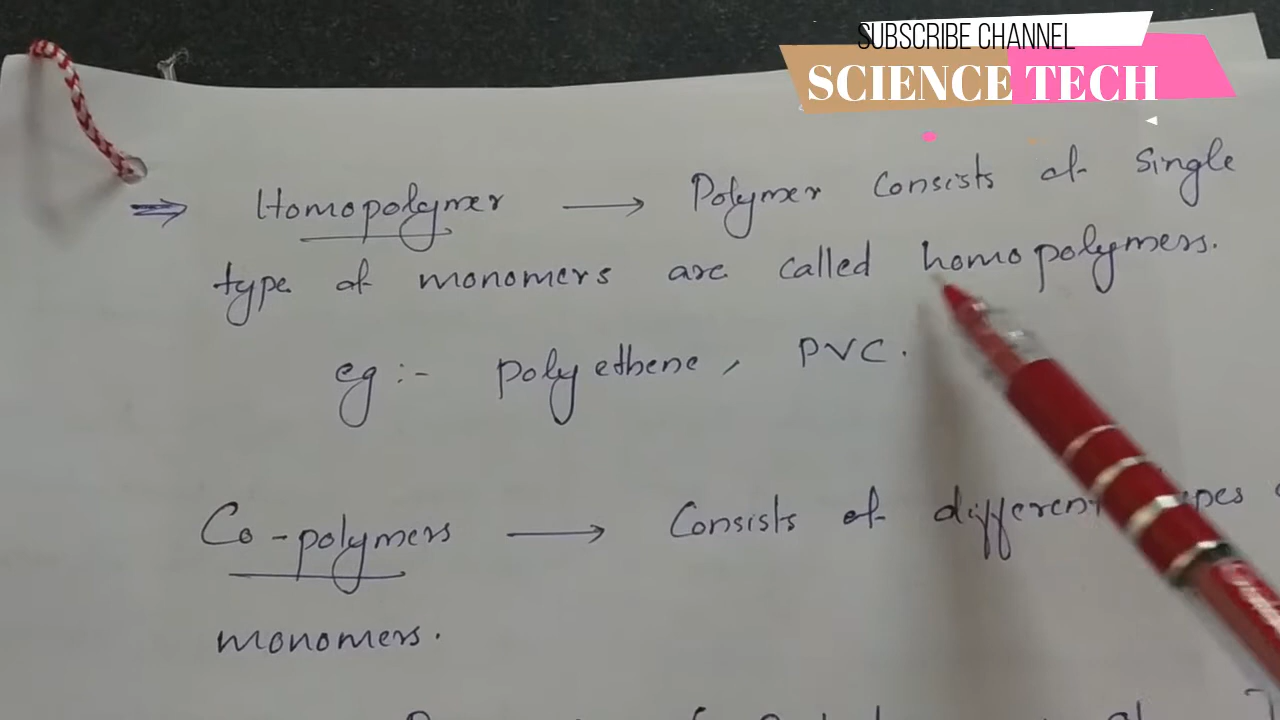 SUBSCRIBE CHANNEL
SCIENCE TECH
⇒ Homopolymer → Polymer Consists of Single
type of monomers are called homopolymers.
eg :- polyethene, PVC.
Co-polymers → Consists of different
monomers.